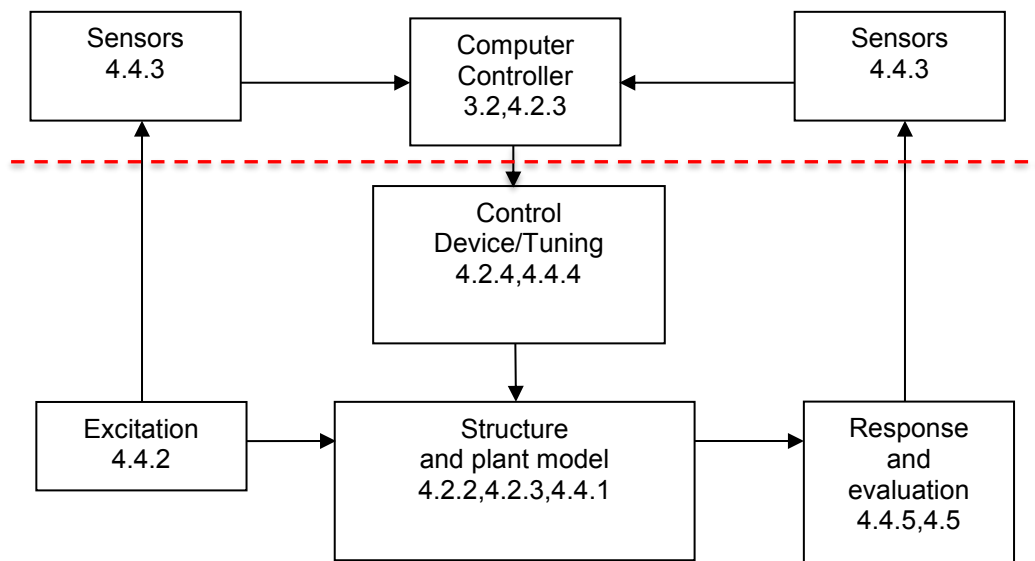 Sensors
4.4.3
Computer
Controller
3.2,4.2.3
Sensors
4.4.3
Control
Device/Tuning
4.2.4,4.4.4
Excitation
4.4.2
Structure
and plant model
4.2.2,4.2.3,4.4.1
Response
and
evaluation
4.4.5,4.5